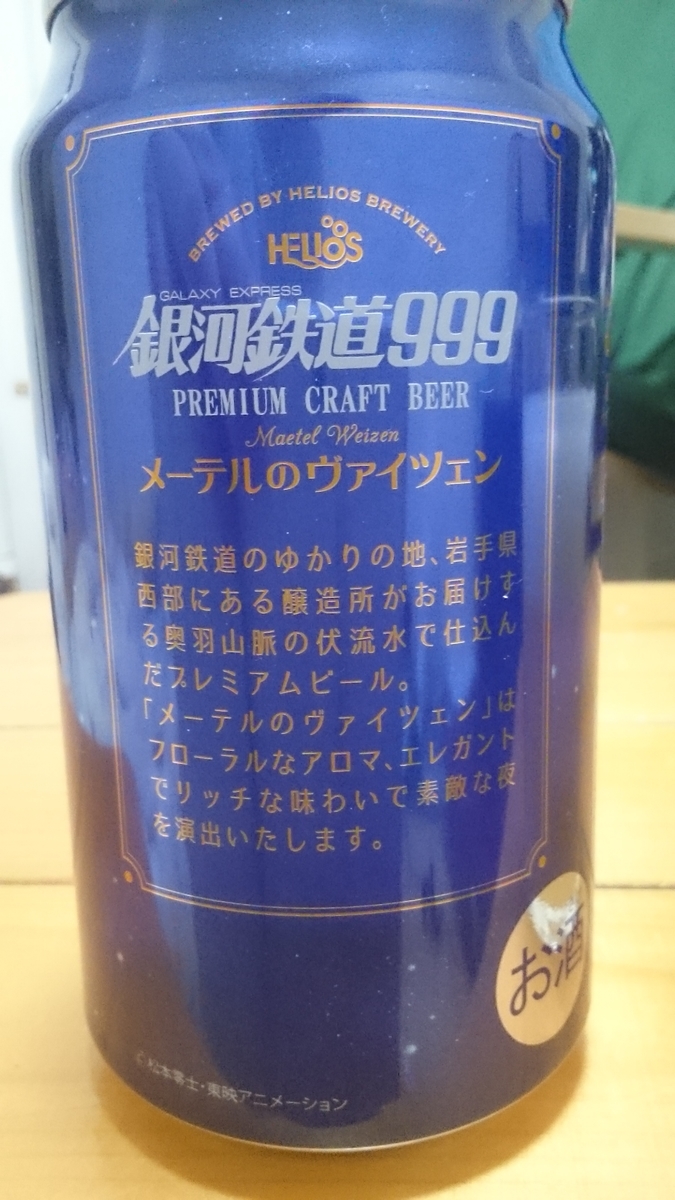 BREWED BY HELIOS BREWERY
HELIOS
GALAXY EXPRESS
銀河鉄道999
PREMIUM CRAFT BEER
Maetel Weizen
メーテルのヴァイツェン
銀河鉄道のゆかりの地、岩手県
西部にある醸造所がお届けす
る奥羽山脈の伏流水で仕込ん
だプレミアムビール。
「メーテルのヴァイツェン」は
フローラルなアロマ、エレガント
でリッチな味わいで素敵な夜
を演出いたします。
お酒
©松本零士・東映アニメーション